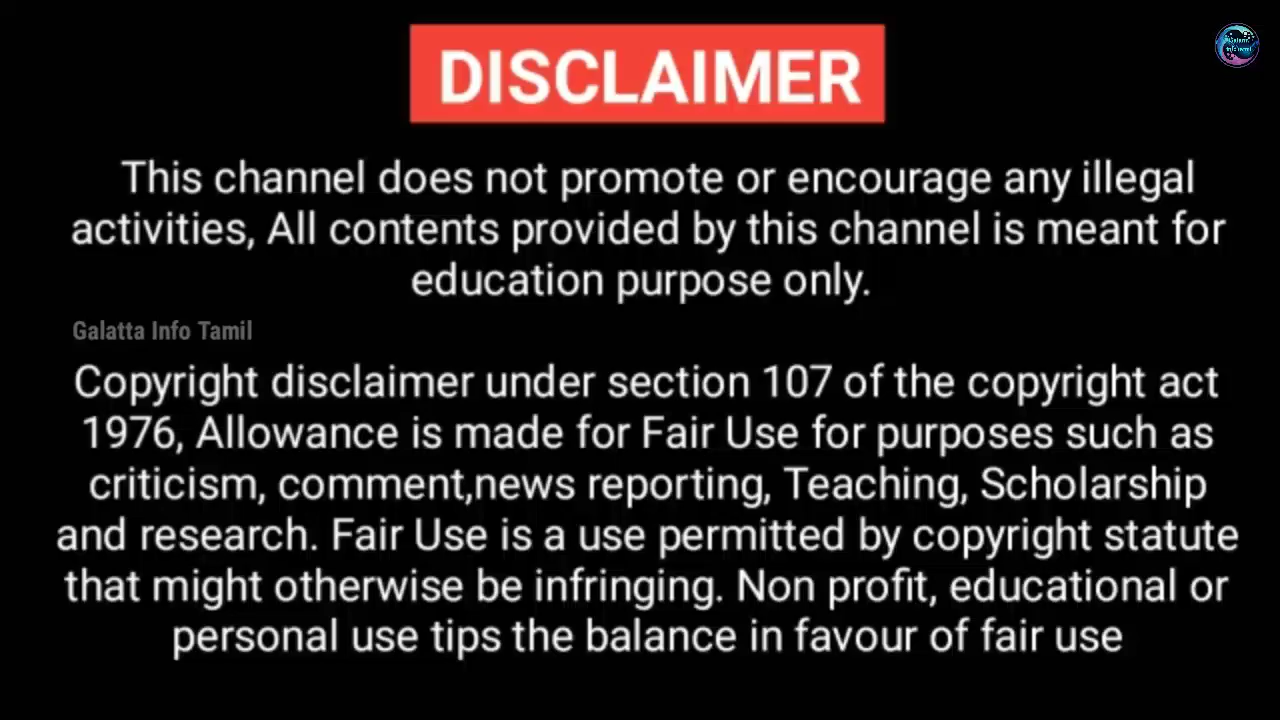 DISCLAIMER
This channel does not promote or encourage any illegal
activities, All contents provided by this channel is meant for
education purpose only.
Galatta Info Tamil
Copyright disclaimer under section 107 of the copyright act
1976, Allowance is made for Fair Use for purposes such as
criticism, comment,news reporting, Teaching, Scholarship
and research. Fair Use is a use permitted by copyright statute
that might otherwise be infringing. Non profit, educational or
personal use tips the balance in favour of fair use